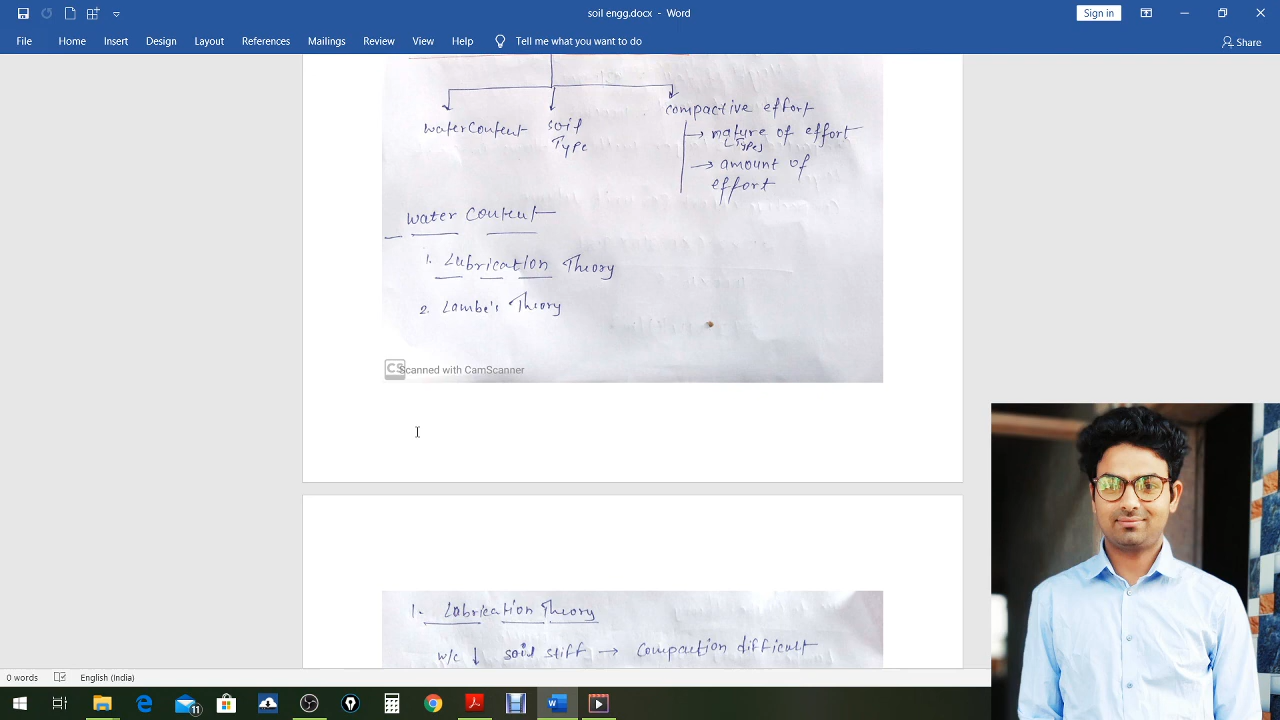 soil engg.docx - Word
Sign in
File Home Insert Design Layout References Mailings Review View Help Tell me what you want to do Share
Water Content
soil
Type
compactive effort
→ nature of effort
(Type)
→ amount of
effort
Water Content
1. Lubrication Theory
2. Lambe's Theory
CS Scanned with CamScanner
1. Lubrication Theory
w/c ↓ soil stiff → Compaction difficult
0 words English (India)
11